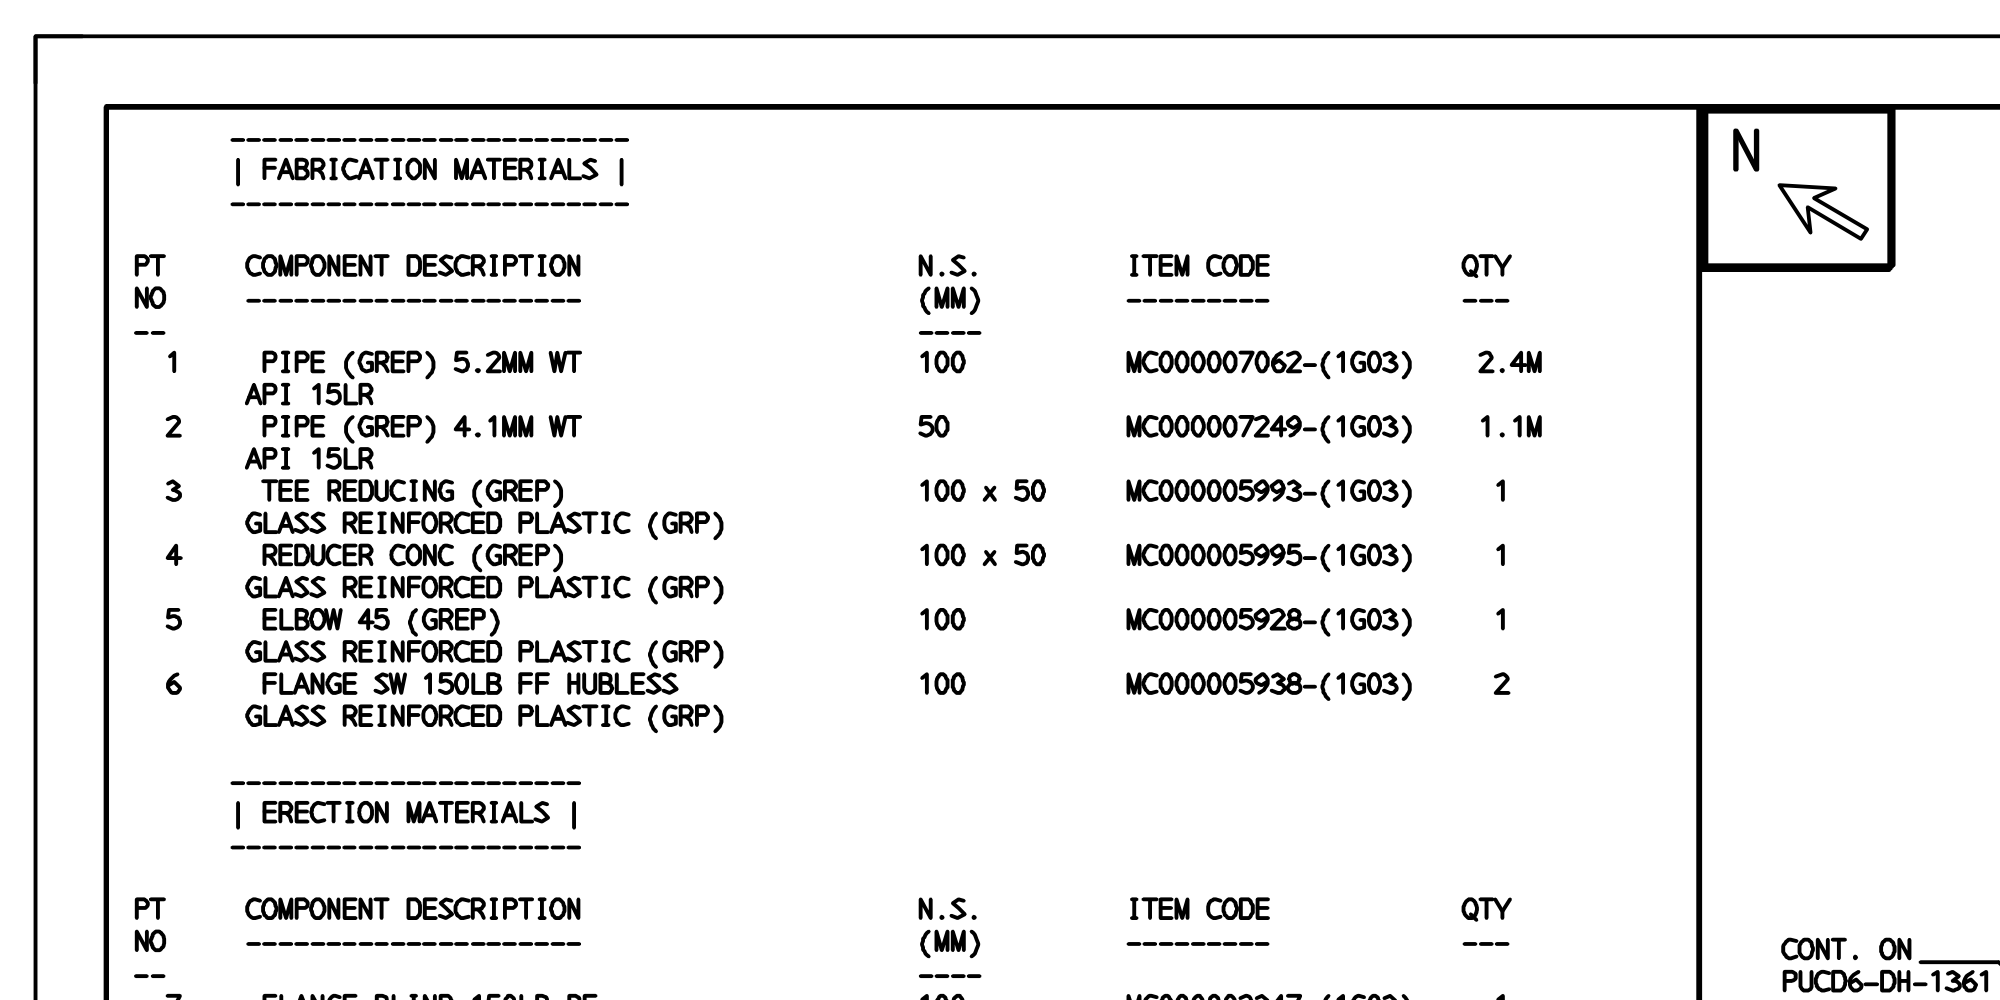 | FABRICATION MATERIALS |
N
PT COMPONENT DESCRIPTION N.S. ITEM CODE QTY
NO -------------------- (MM) --------- ---
-- ----
1 PIPE (GREP) 5.2MM WT 100 MC000007062-(1G03) 2.4M
API 15LR
2 PIPE (GREP) 4.1MM WT 50 MC000007249-(1G03) 1.1M
API 15LR
3 TEE REDUCING (GREP) 100 x 50 MC000005993-(1G03) 1
GLASS REINFORCED PLASTIC (GRP)
4 REDUCER CONC (GREP) 100 x 50 MC000005995-(1G03) 1
GLASS REINFORCED PLASTIC (GRP)
5 ELBOW 45 (GREP) 100 MC000005928-(1G03) 1
GLASS REINFORCED PLASTIC (GRP)
6 FLANGE SW 150LB FF HUBLESS 100 MC000005938-(1G03) 2
GLASS REINFORCED PLASTIC (GRP)
| ERECTION MATERIALS |
PT COMPONENT DESCRIPTION N.S. ITEM CODE QTY
NO -------------------- (MM) --------- ---
-- ----
7 FLANGE BLIND 150LB 100
CONT. ON
PUCD6-DH-1361